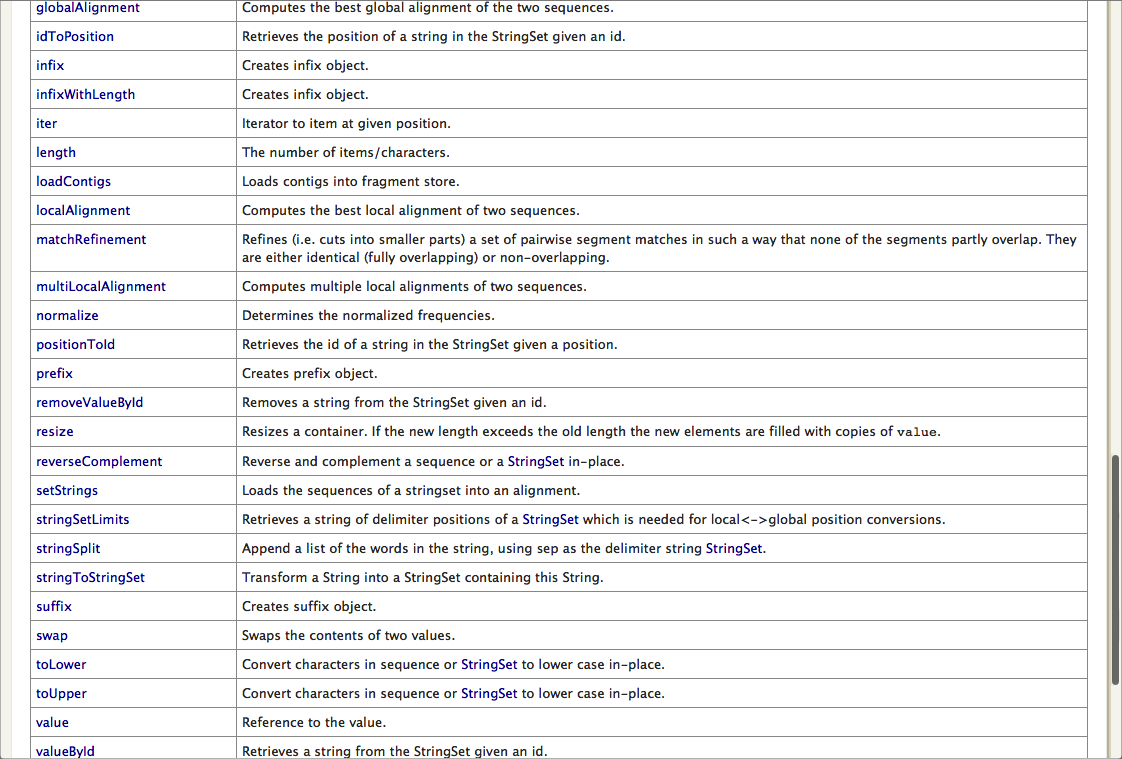 globalAlignment Computes the best global alignment of the two sequences.
idToPosition Retrieves the position of a string in the StringSet given an id.
infix Creates infix object.
infixWithLength Creates infix object.
iter Iterator to item at given position.
length The number of items/characters.
loadContigs Loads contigs into fragment store.
localAlignment Computes the best local alignment of two sequences.
matchRefinement Refines (i.e. cuts into smaller parts) a set of pairwise segment matches in such a way that none of the segments partly overlap. They
are either identical (fully overlapping) or non-overlapping.
multiLocalAlignment Computes multiple local alignments of two sequences.
normalize Determines the normalized frequencies.
positionToId Retrieves the id of a string in the StringSet given a position.
prefix Creates prefix object.
removeValueById Removes a string from the StringSet given an id.
resize Resizes a container. If the new length exceeds the old length the new elements are filled with copies of value.
reverseComplement Reverse and complement a sequence or a StringSet in-place.
setStrings Loads the sequences of a stringset into an alignment.
stringSetLimits Retrieves a string of delimiter positions of a StringSet which is needed for local<->global position conversions.
stringSplit Append a list of the words in the string, using sep as the delimiter string StringSet.
stringToStringSet Transform a String into a StringSet containing this String.
suffix Creates suffix object.
swap Swaps the contents of two values.
toLower Convert characters in sequence or StringSet to lower case in-place.
toUpper Convert characters in sequence or StringSet to lower case in-place.
value Reference to the value.
valueById Retrieves a string from the StringSet given an id.